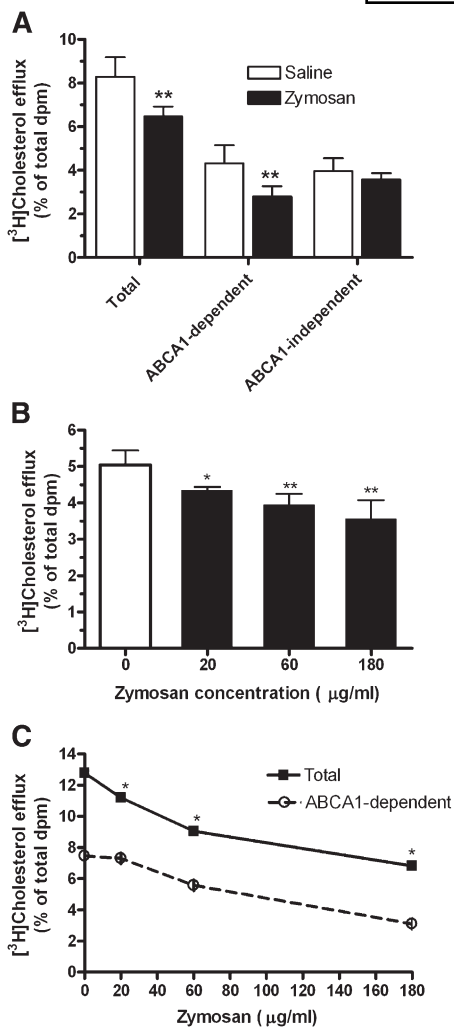 A
10
8
6
4
2
0
[³H]Cholesterol efflux
(% of total dpm)
Saline
Zymosan
**
**
Total
ABCA1-dependent
ABCA1-independent
B
6
5
4
3
2
1
0
[³H]Cholesterol efflux
(% of total dpm)
*
**
**
0 20 60 180
Zymosan concentration ( μg/ml)
C
14
12
10
8
6
4
2
0
[³H]Cholesterol efflux
(% of total dpm)
Total
ABCA1-dependent
*
*
*
0 20 40 60 80 100 120 140 160 180
Zymosan ( μg/ml)